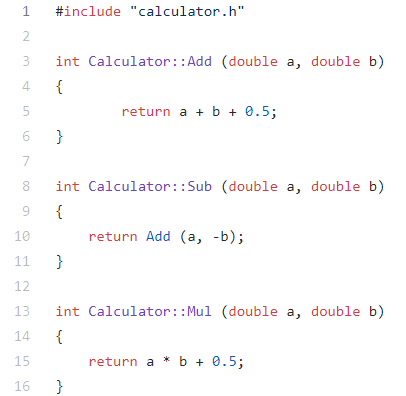 1 #include "calculator.h"
2
3 int Calculator::Add (double a, double b)
4 {
5         return a + b + 0.5;
6 }
7
8 int Calculator::Sub (double a, double b)
9 {
10     return Add (a, -b);
11 }
12
13 int Calculator::Mul (double a, double b)
14 {
15     return a * b + 0.5;
16 }